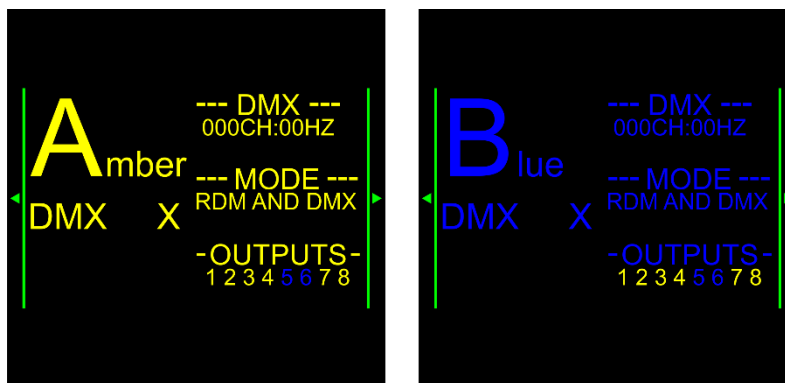 Amber
DMX X
--- DMX ---
000CH:00HZ
--- MODE ---
RDM AND DMX
-OUTPUTS-
1 2 3 4 5 6 7 8
Blue
DMX X
--- DMX ---
000CH:00HZ
--- MODE ---
RDM AND DMX
-OUTPUTS-
1 2 3 4 5 6 7 8